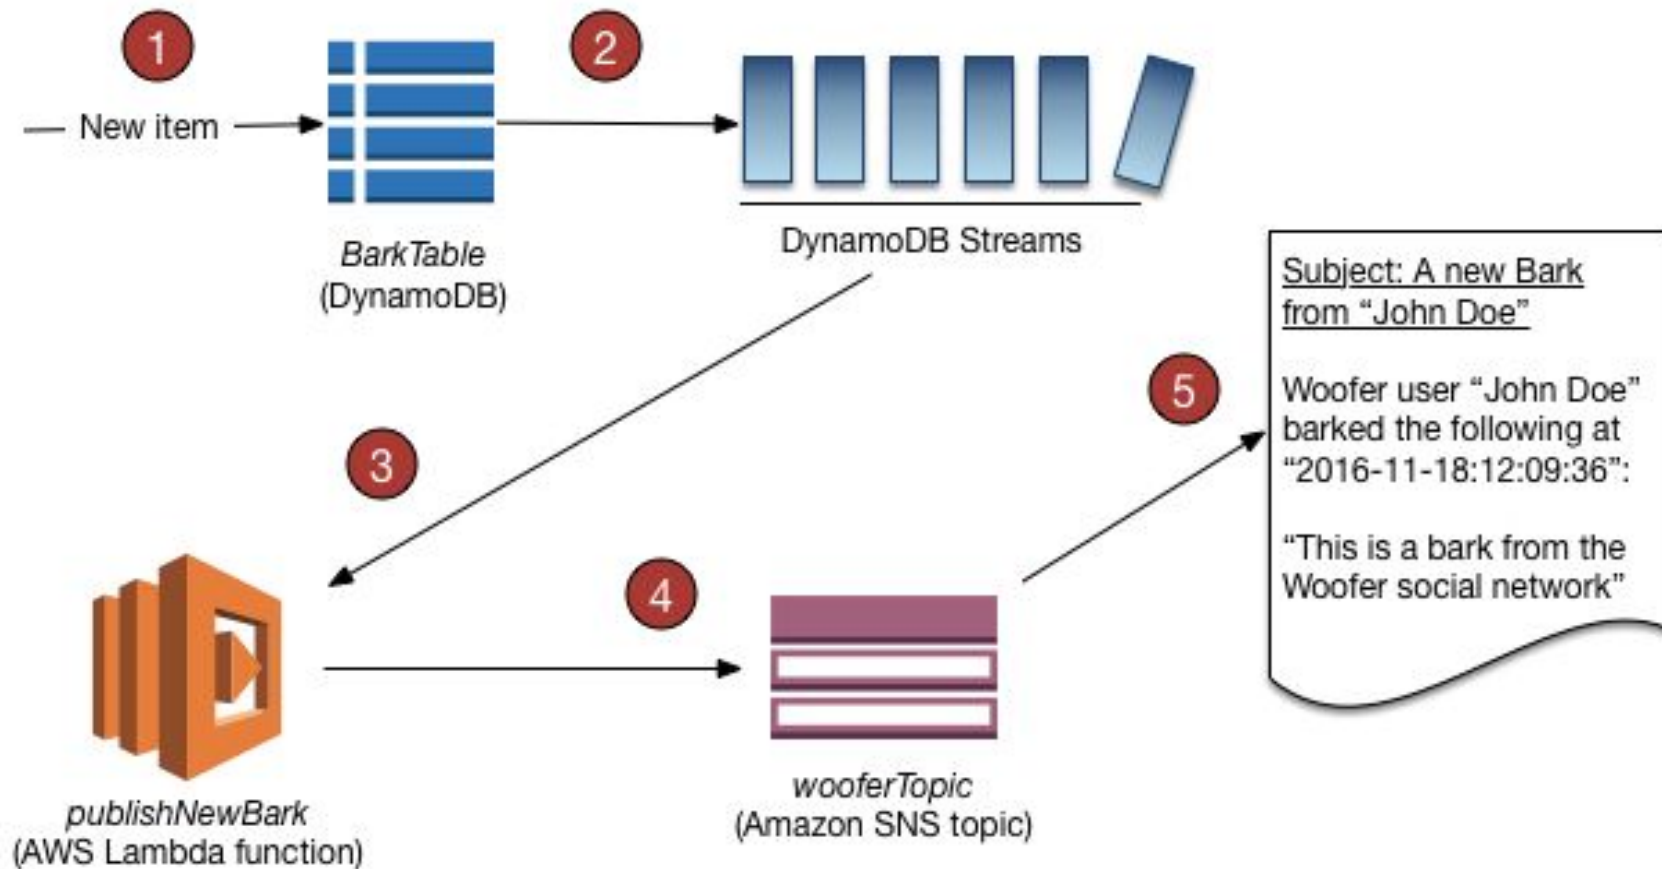 1
New item
2
BarkTable
(DynamoDB)
DynamoDB Streams
3
publishNewBark
(AWS Lambda function)
4
wooferTopic
(Amazon SNS topic)
5
Subject: A new Bark
from “John Doe”
Woofer user “John Doe”
barked the following at
“2016-11-18:12:09:36”:
“This is a bark from the
Woofer social network”